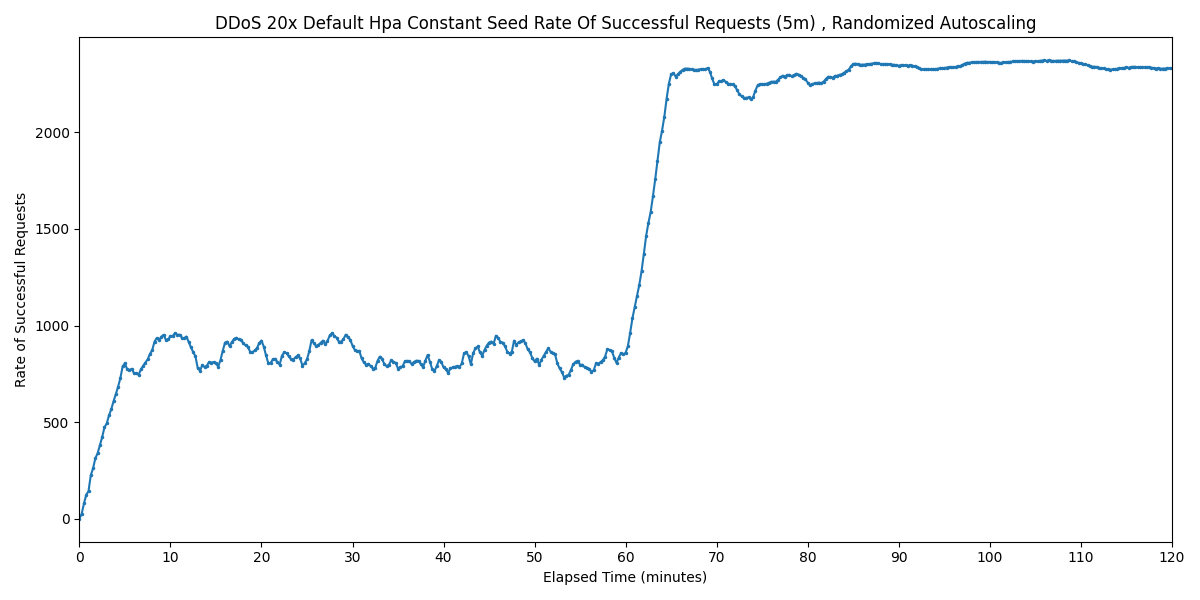 DDoS 20x Default Hpa Constant Seed Rate Of Successful Requests (5m) , Randomized Autoscaling
Rate of Successful Requests
2000
1500
1000
500
0
0 10 20 30 40 50 60 70 80 90 100 110 120
Elapsed Time (minutes)